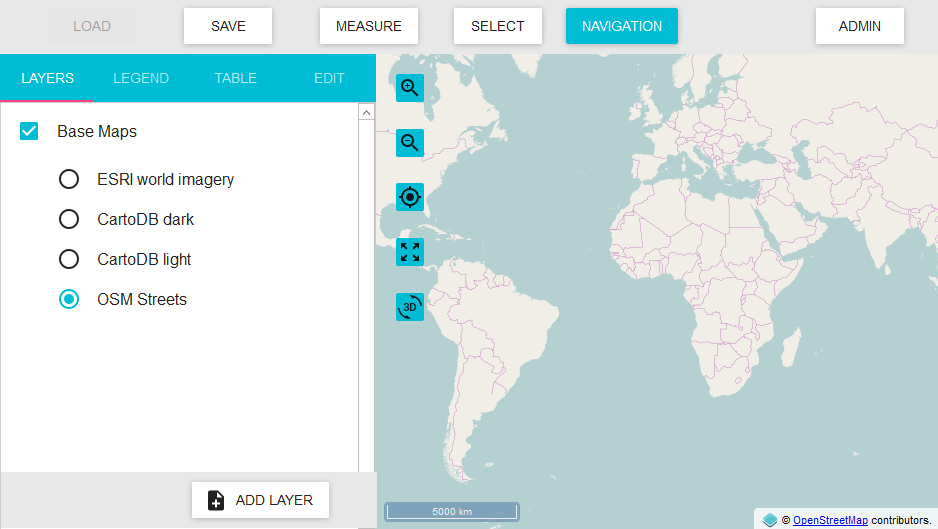 LOAD SAVE MEASURE SELECT NAVIGATION ADMIN
LAYERS LEGEND TABLE EDIT
Base Maps
ESRI world imagery
CartoDB dark
CartoDB light
OSM Streets
ADD LAYER
3D
5000 km
© OpenStreetMap contributors.